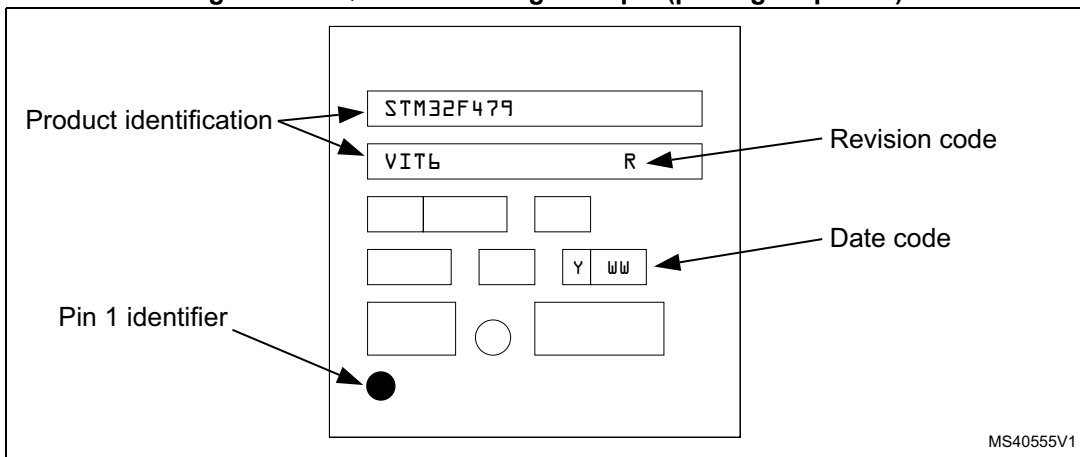 STM32F479
Product identification
VIT6 R
Revision code
Y WW
Date code
Pin 1 identifier
MS40555V1